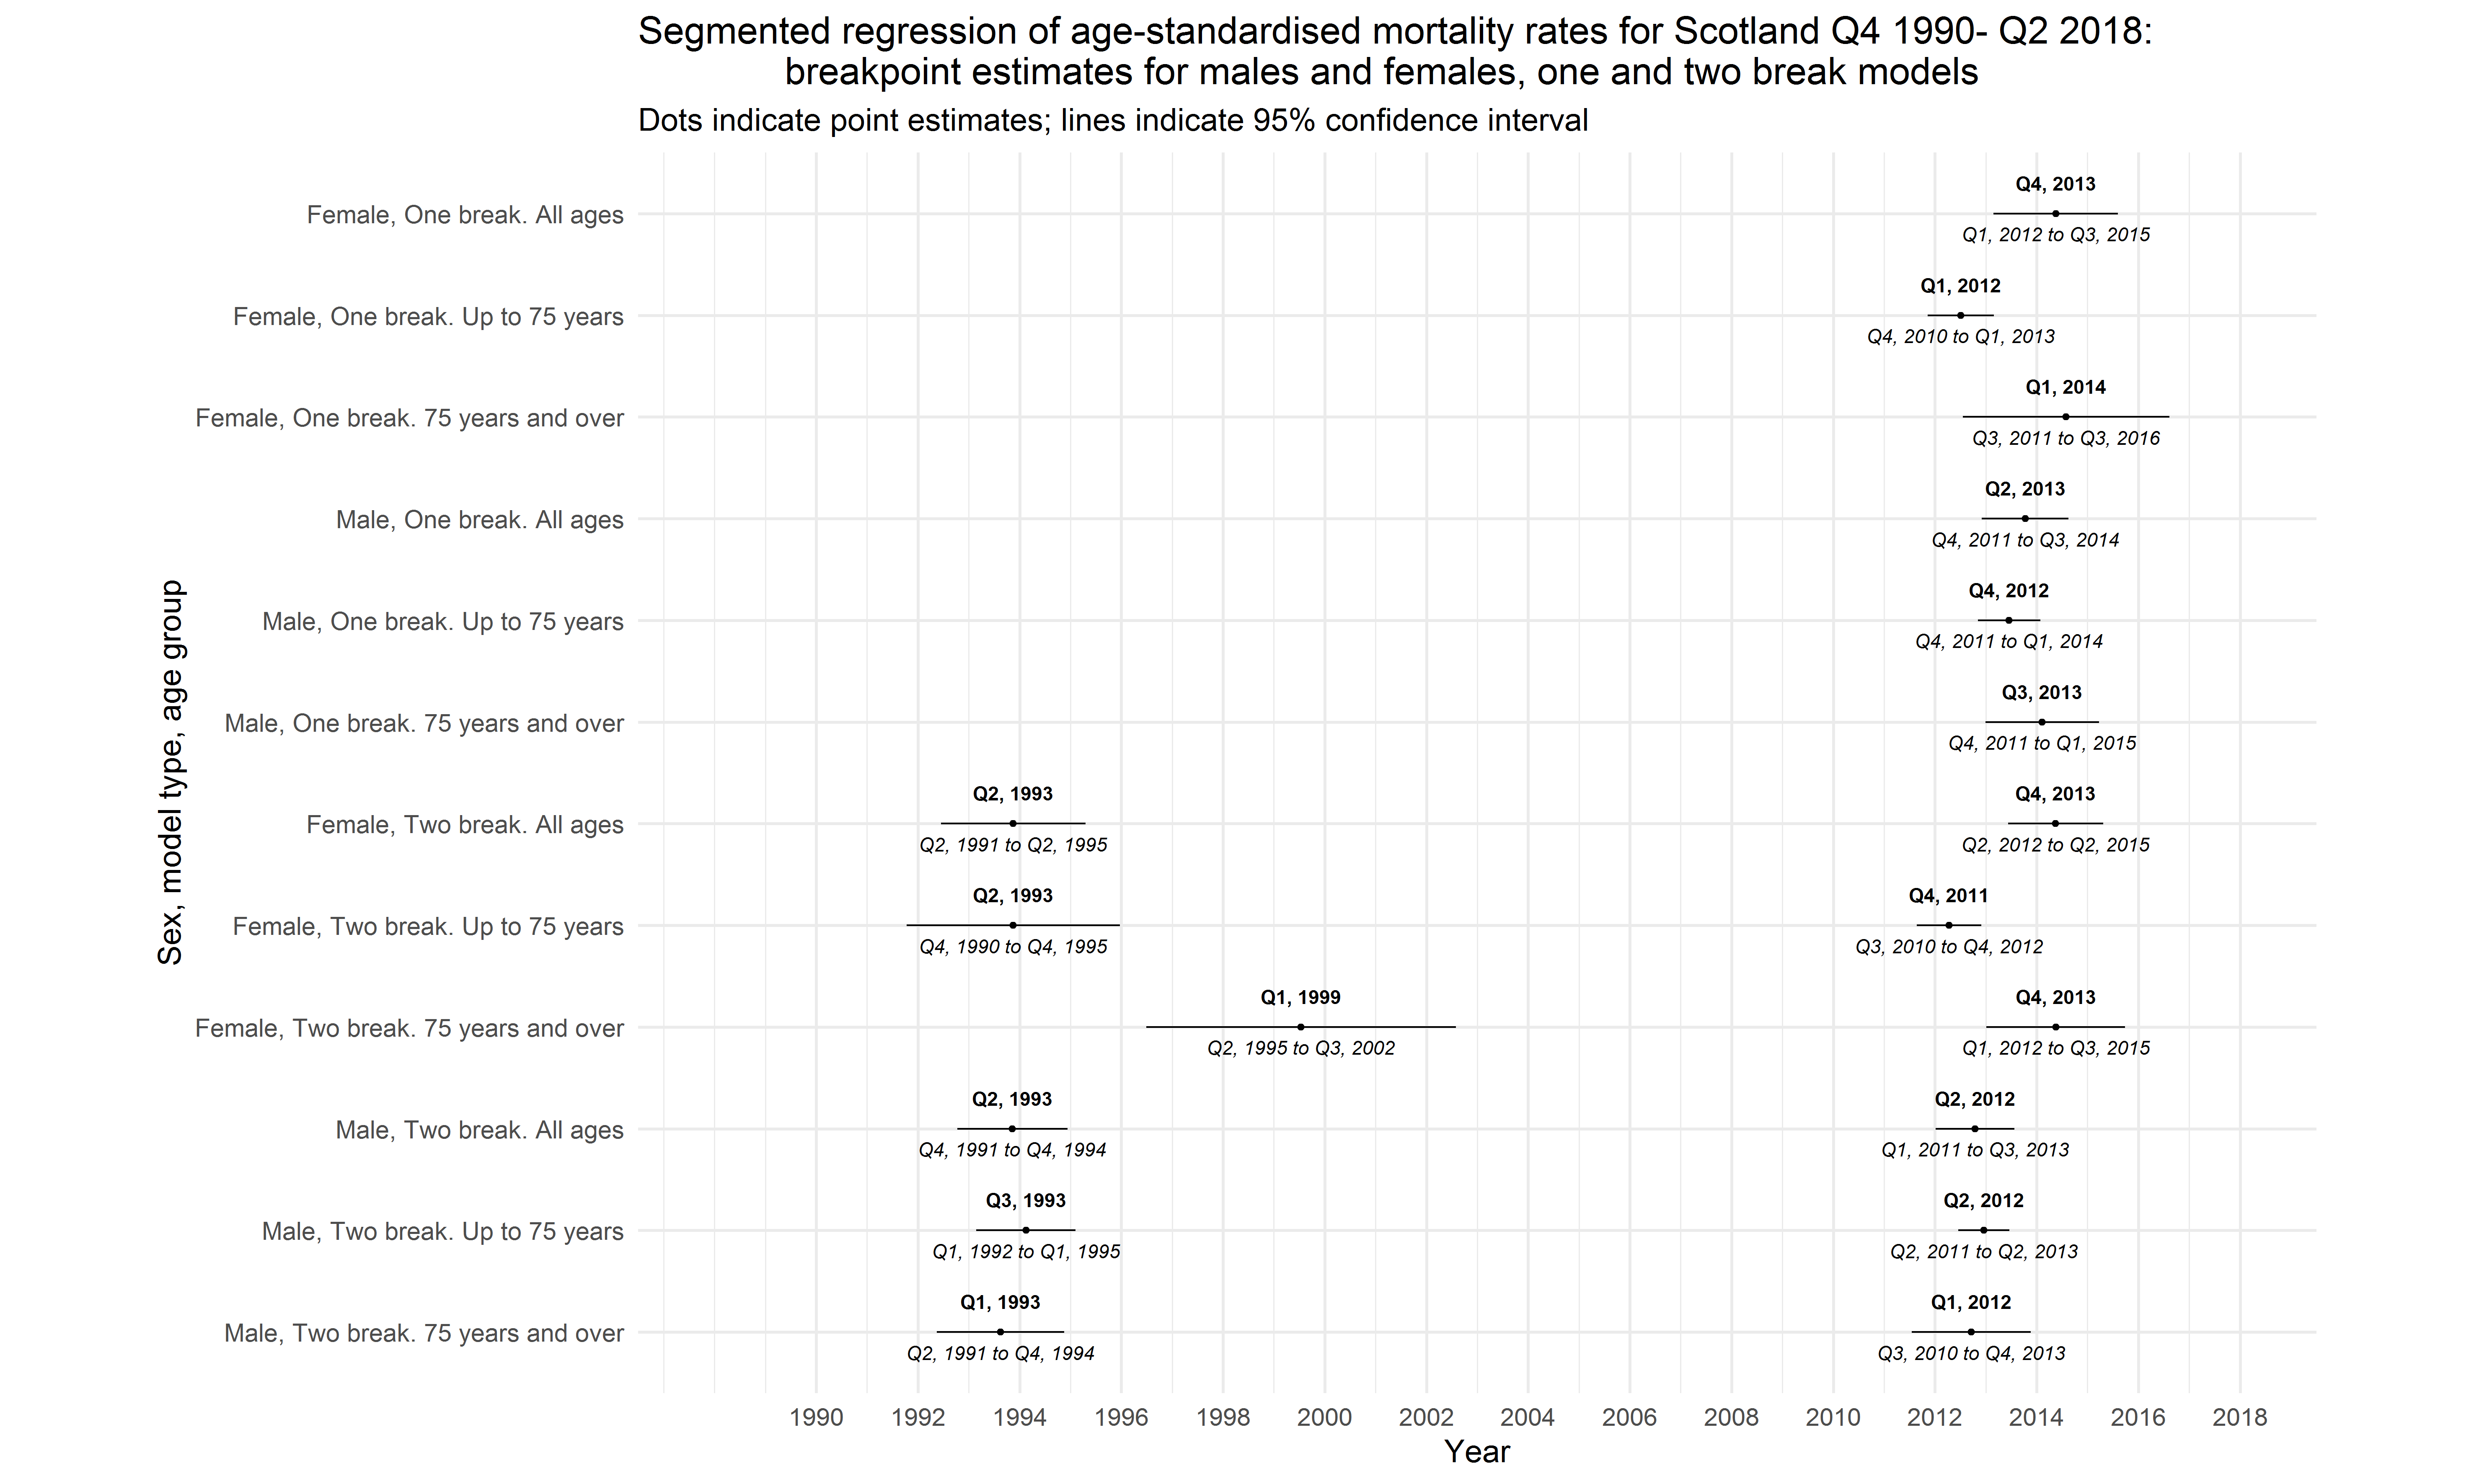 Segmented regression of age-standardised mortality rates for Scotland Q4 1990- Q2 2018:
breakpoint estimates for males and females, one and two break models
Dots indicate point estimates; lines indicate 95% confidence interval
Sex, model type, age group
Female, One break. All ages
Q4, 2013
Q1, 2012 to Q3, 2015
Female, One break. Up to 75 years
Q1, 2012
Q4, 2010 to Q1, 2013
Female, One break. 75 years and over
Q1, 2014
Q3, 2011 to Q3, 2016
Male, One break. All ages
Q2, 2013
Q4, 2011 to Q3, 2014
Male, One break. Up to 75 years
Q4, 2012
Q4, 2011 to Q1, 2014
Male, One break. 75 years and over
Q3, 2013
Q4, 2011 to Q1, 2015
Female, Two break. All ages
Q2, 1993
Q2, 1991 to Q2, 1995
Q4, 2013
Q2, 2012 to Q2, 2015
Female, Two break. Up to 75 years
Q2, 1993
Q4, 1990 to Q4, 1995
Q4, 2011
Q3, 2010 to Q4, 2012
Female, Two break. 75 years and over
Q1, 1999
Q2, 1995 to Q3, 2002
Q4, 2013
Q1, 2012 to Q3, 2015
Male, Two break. All ages
Q2, 1993
Q4, 1991 to Q4, 1994
Q2, 2012
Q1, 2011 to Q3, 2013
Male, Two break. Up to 75 years
Q3, 1993
Q1, 1992 to Q1, 1995
Q2, 2012
Q2, 2011 to Q2, 2013
Male, Two break. 75 years and over
Q1, 1993
Q2, 1991 to Q4, 1994
Q1, 2012
Q3, 2010 to Q4, 2013
1990 1992 1994 1996 1998 2000 2002 2004 2006 2008 2010 2012 2014 2016 2018
Year